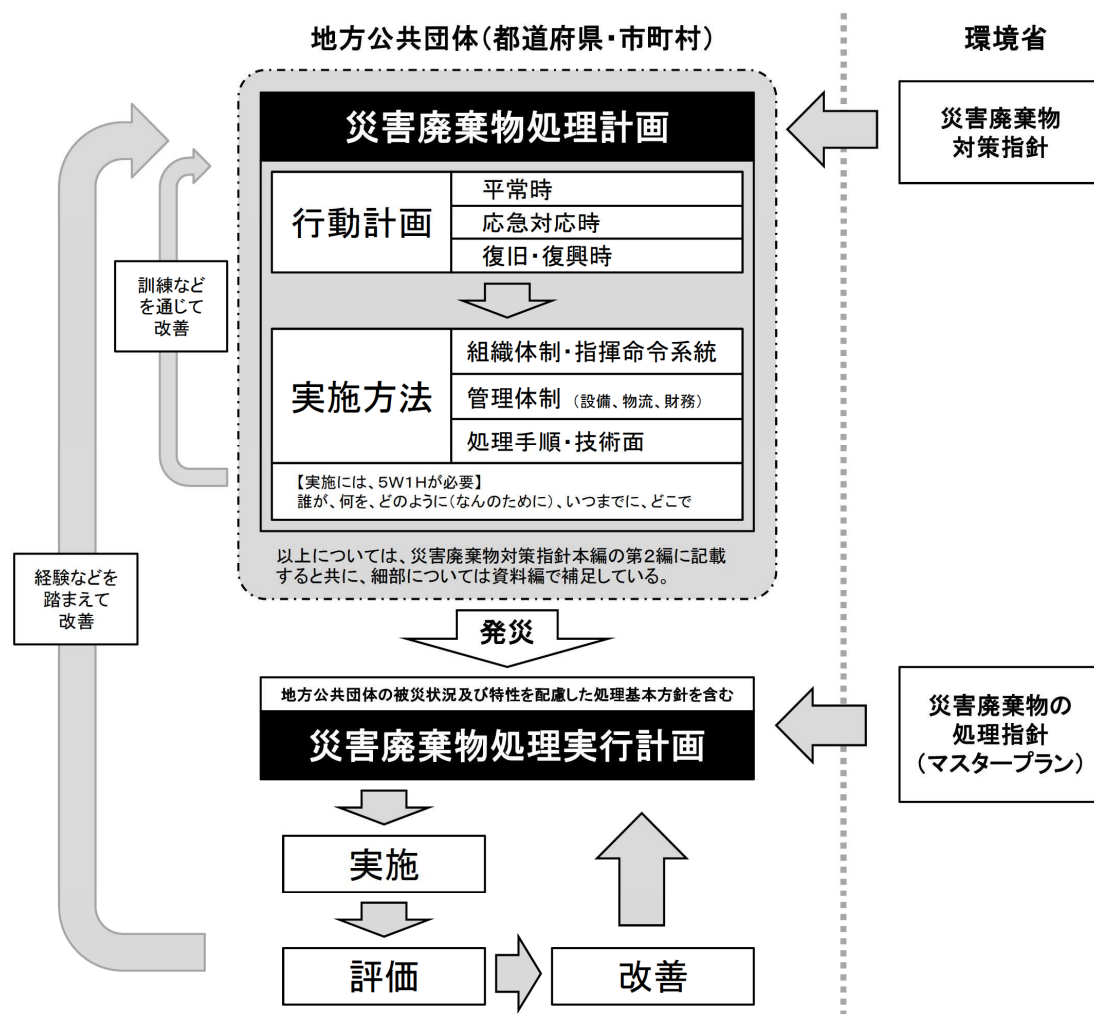 地方公共団体（都道府県・市町村）
環境省
災害廃棄物処理計画
災害廃棄物
対策指針
行動計画
平常時
応急対応時
復旧・復興時
訓練など
を通じて
改善
実施方法
組織体制・指揮命令系統
管理体制（設備、物流、財務）
処理手順・技術面
【実施には、5W1Hが必要】
誰が、何を、どのように（なんのために）、いつまでに、どこで
以上については、災害廃棄物対策指針本編の第2編に記載
すると共に、細部については資料編で補足している。
経験などを
踏まえて
改善
発災
地方公共団体の被災状況及び特性を配慮した処理基本方針を含む
災害廃棄物処理実行計画
災害廃棄物の
処理指針
（マスタープラン）
実施
評価
改善